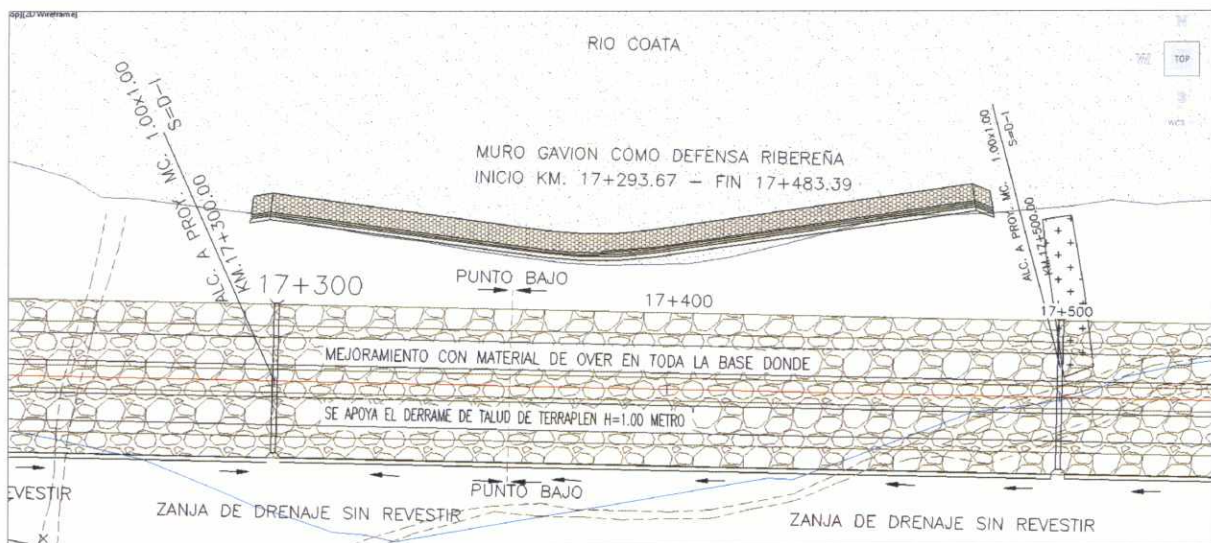 op][2D Wireframe]
TOP
RIO COATA
ALC. A PROY. MC. 1.00x1.00
KM.17+300.00 S=D-I
MURO GAVION COMO DEFENSA RIBEREÑA
INICIO KM. 17+293.67 - FIN 17+483.39
ALC. A PROY. MC. 1.00x1.00
KM.17+500.00 S=D-I
PUNTO BAJO
17+300
17+400
17+500
MEJORAMIENTO CON MATERIAL DE OVER EN TODA LA BASE DONDE
SE APOYA EL DERRAME DE TALUD DE TERRAPLEN H=1.00 METRO
EVESTIR
PUNTO BAJO
ZANJA DE DRENAJE SIN REVESTIR
ZANJA DE DRENAJE SIN REVESTIR